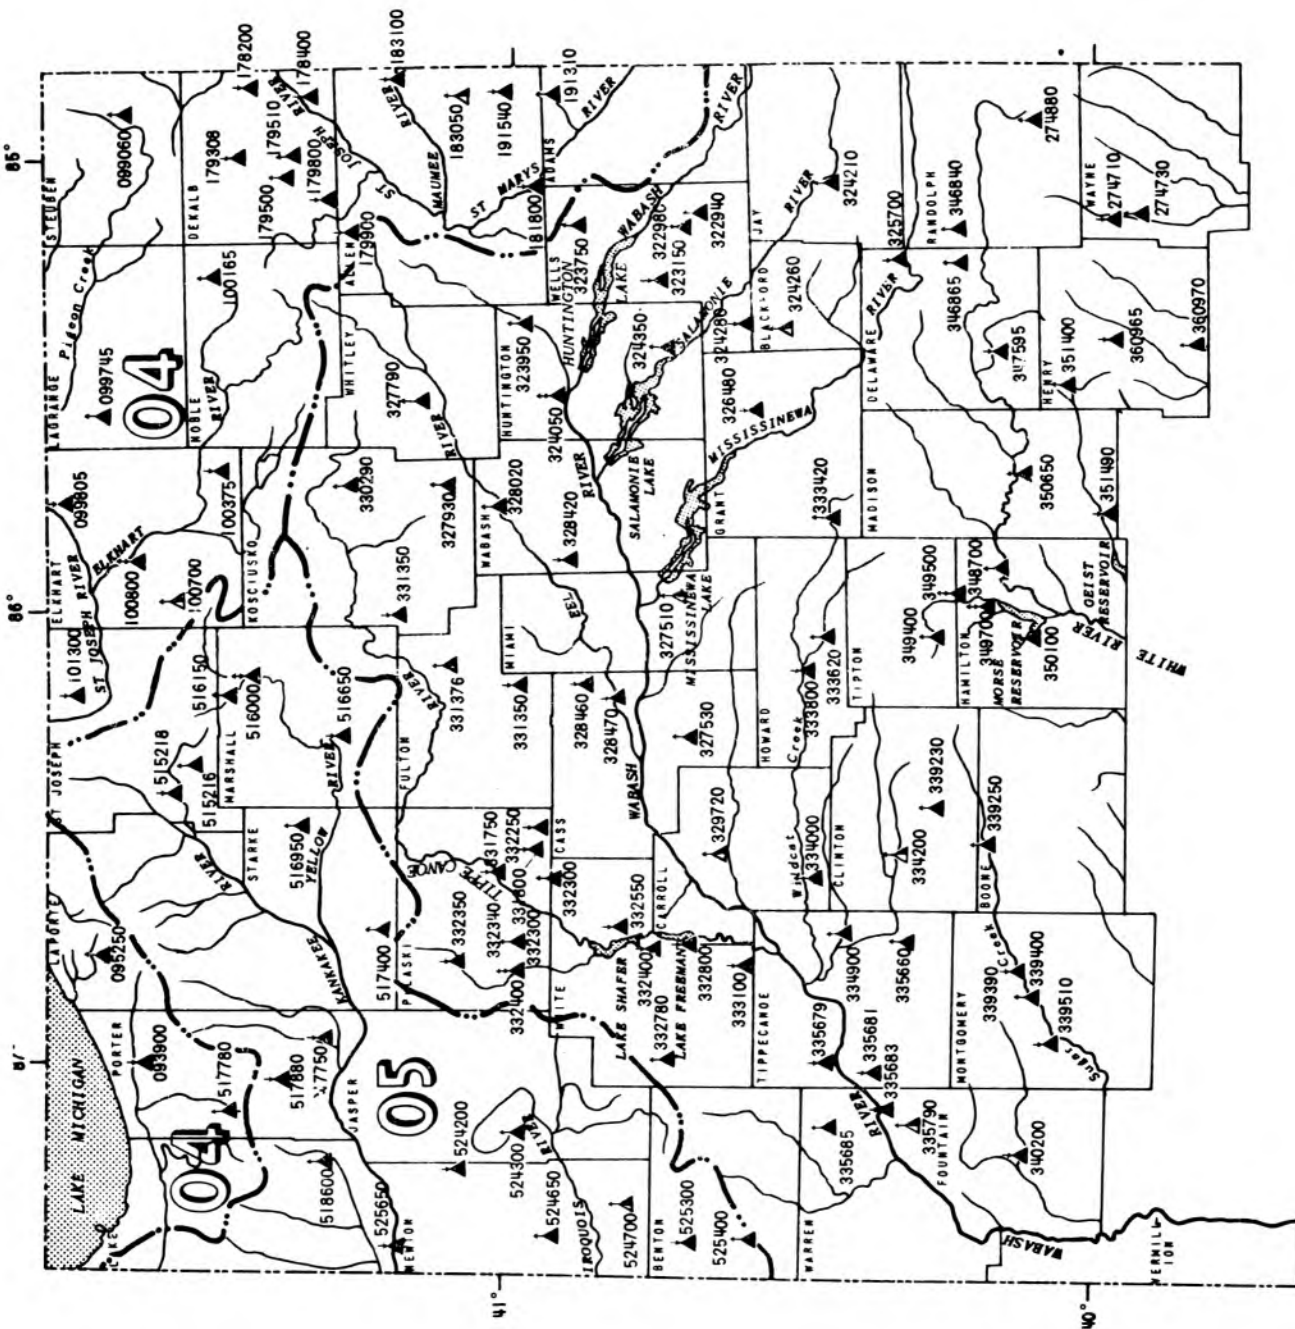 86°
85°
87°
41°
40°
LAKE MICHIGAN
LAKE
PORTER
LAPORTE
ST JOSEPH
ELKHART
LAGRANGE
STEUBEN
NOBLE
DEKALB
KOSCIUSKO
WHITLEY
ALLEN
MARSHALL
STARKE
JASPER
NEWTON
PULASKI
FULTON
MIAMI
WABASH
HUNTINGTON
WELLS
ADAMS
WHITE
CASS
CARROLL
BENTON
WARREN
TIPPECANOE
HOWARD
GRANT
BLACKFORD
JAY
CLINTON
TIPTON
MADISON
DELAWARE
RANDOLPH
FOUNTAIN
MONTGOMERY
BOONE
HAMILTON
HENRY
WAYNE
VERMILL
ION
04
04
05
Pigeon Creek
ELKHART
RIVER
ST JOSEPH RIVER
ST JOSEPH RIVER
MAUMEE RIVER
ST MARYS RIVER
KANKAKEE RIVER
YELLOW RIVER
TIPPECANOE RIVER
IROQUOIS RIVER
EEL RIVER
WABASH RIVER
WABASH RIVER
WABASH
RIVER
WABASH
SALAMONIE RIVER
MISSISSINEWA
RIVER
WHITE RIVER
Wildcat Creek
Sugar Creek
HUNTINGTON LAKE
SALAMONIE LAKE
MISSISSINEWA LAKE
LAKE SHAFER
LAKE FREEMAN
MORSE RESERVOIR
GEIST RESERVOIR
099060
178200
178400
183100
179308
179510
179500
179800
179900
183050
191540
191310
181800
099745
100165
099805
100375
100800
100700
101300
516150
516000
516650
515218
515216
516950
095250
093900
517780
517880
518600
525650
517400
327790
327930
328020
330290
331350
331376
331350
323950
324050
323750
322980
323150
322940
324350
324280
324260
324210
325700
326480
328420
327510
328460
328470
327530
329720
331750
332250
331800
332300
332340
332350
332300
332400
332550
332400
332780
332800
333100
524200
524300
524650
524700
525300
525400
333420
333620
333800
334000
334200
334900
335660
335679
335681
335683
335685
335790
339230
339250
339390
339400
339510
340200
349500
349400
348700
349700
350100
350650
351480
351400
346840
346865
347595
274880
274710
274730
360965
360970